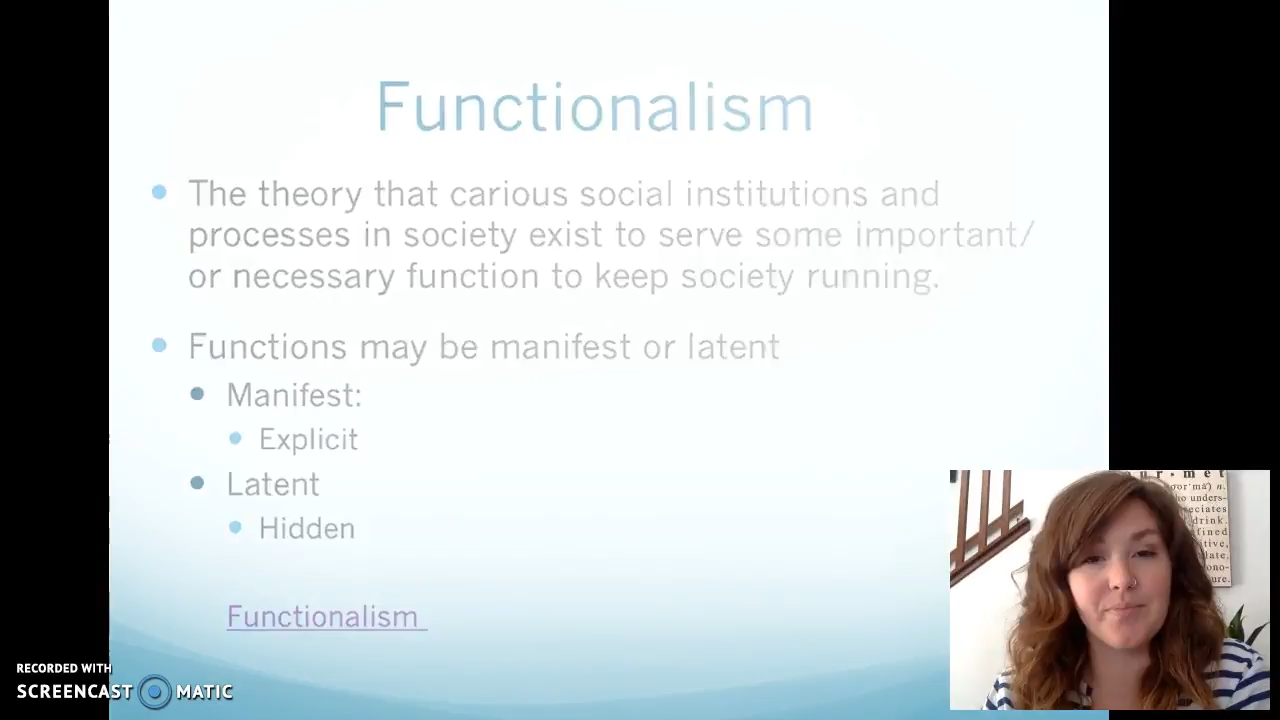 Functionalism
The theory that carious social institutions and
processes in society exist to serve some important/
or necessary function to keep society running.
Functions may be manifest or latent
Manifest:
Explicit
Latent
Hidden
Functionalism
n.
drink.
RECORDED WITH
SCREENCAST MATIC